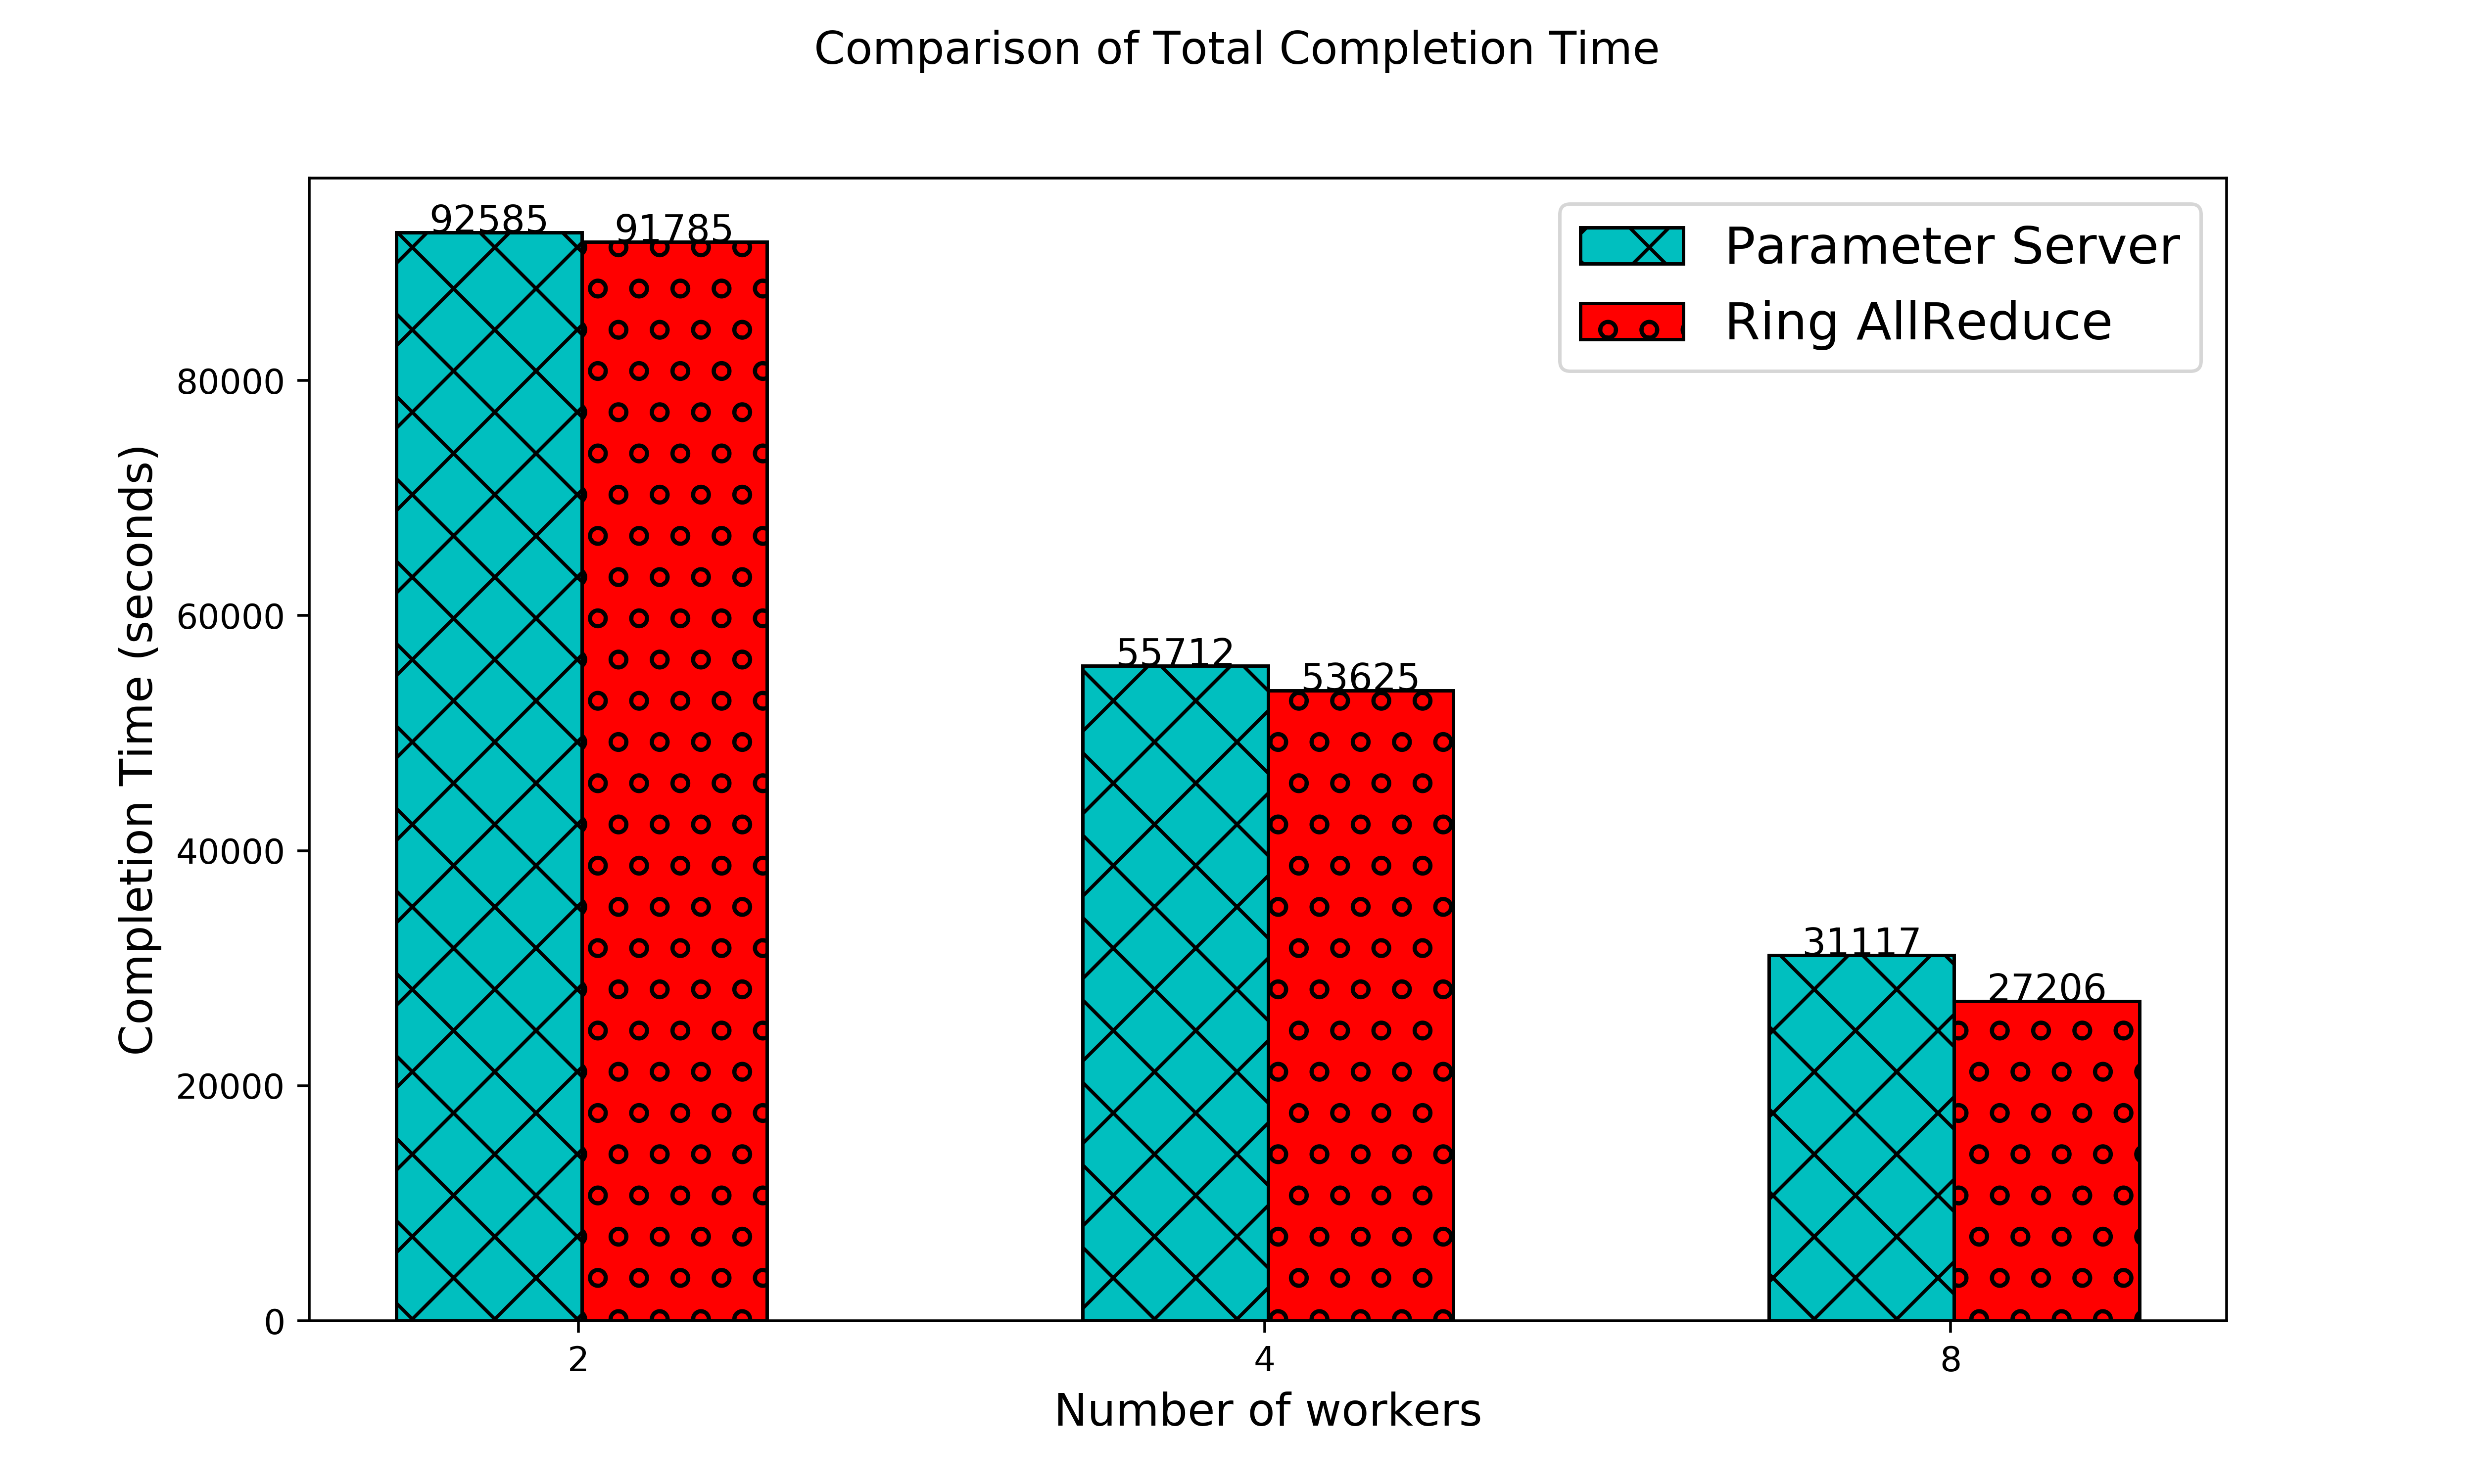 Comparison of Total Completion Time
92585
91785
Parameter Server
Ring AllReduce
80000
60000
55712
53625
40000
31117
27206
20000
0
Completion Time (seconds)
2
4
8
Number of workers